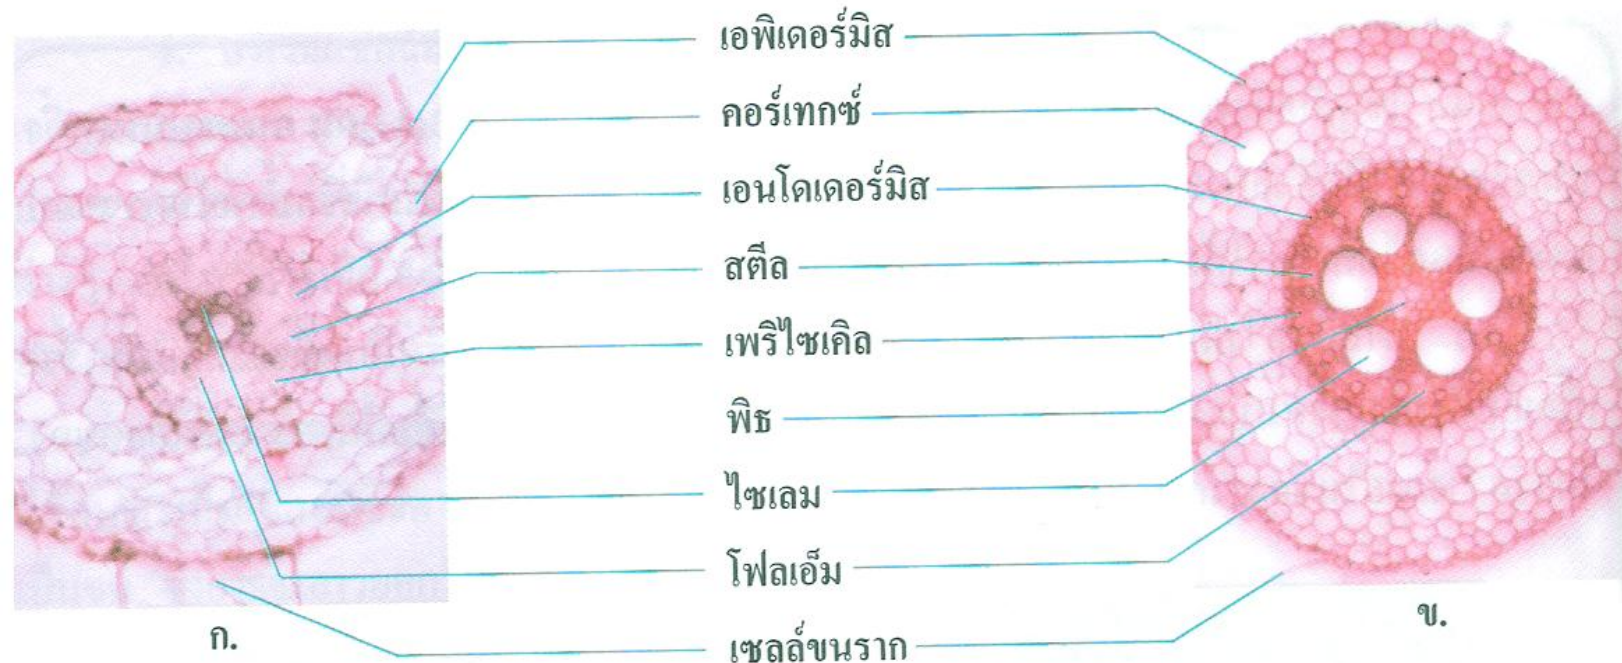 เอพิเดอร์มิส
คอร์เทกซ์
เอนโดเดอร์มิส
สตีล
เพริไซเคิล
พิธ
ไซเลม
โฟลเอ็ม
เซลล์ขนราก
ก.
ข.